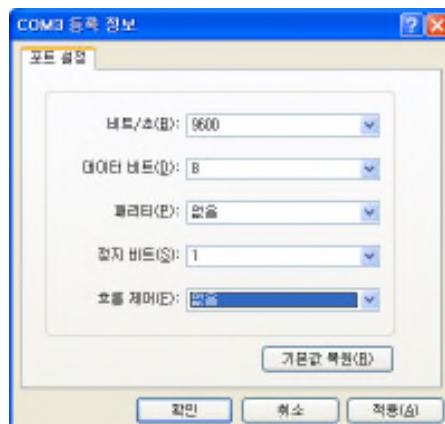 COM3 등록 정보
포트 설정
비트/초(B): 9600
데이터 비트(D): 8
패리티(P): 없음
정지 비트(S): 1
흐름 제어(F): 없음
기본값 복원(R)
확인 취소 적용(A)